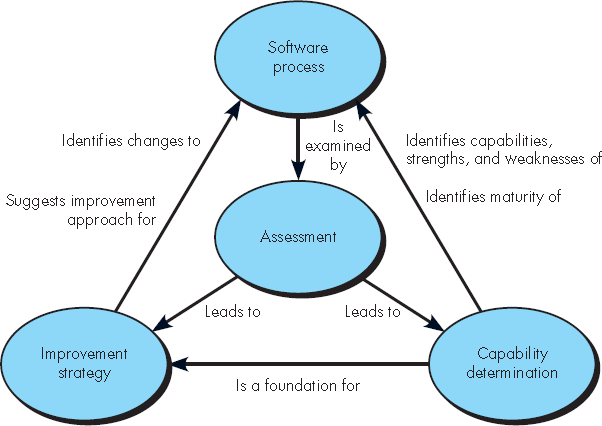 Software
process
Is
examined
by
Identifies changes to
Identifies capabilities,
strengths, and weaknesses of
Suggests improvement
approach for
Identifies maturity of
Assessment
Leads to
Leads to
Improvement
strategy
Capability
determination
Is a foundation for